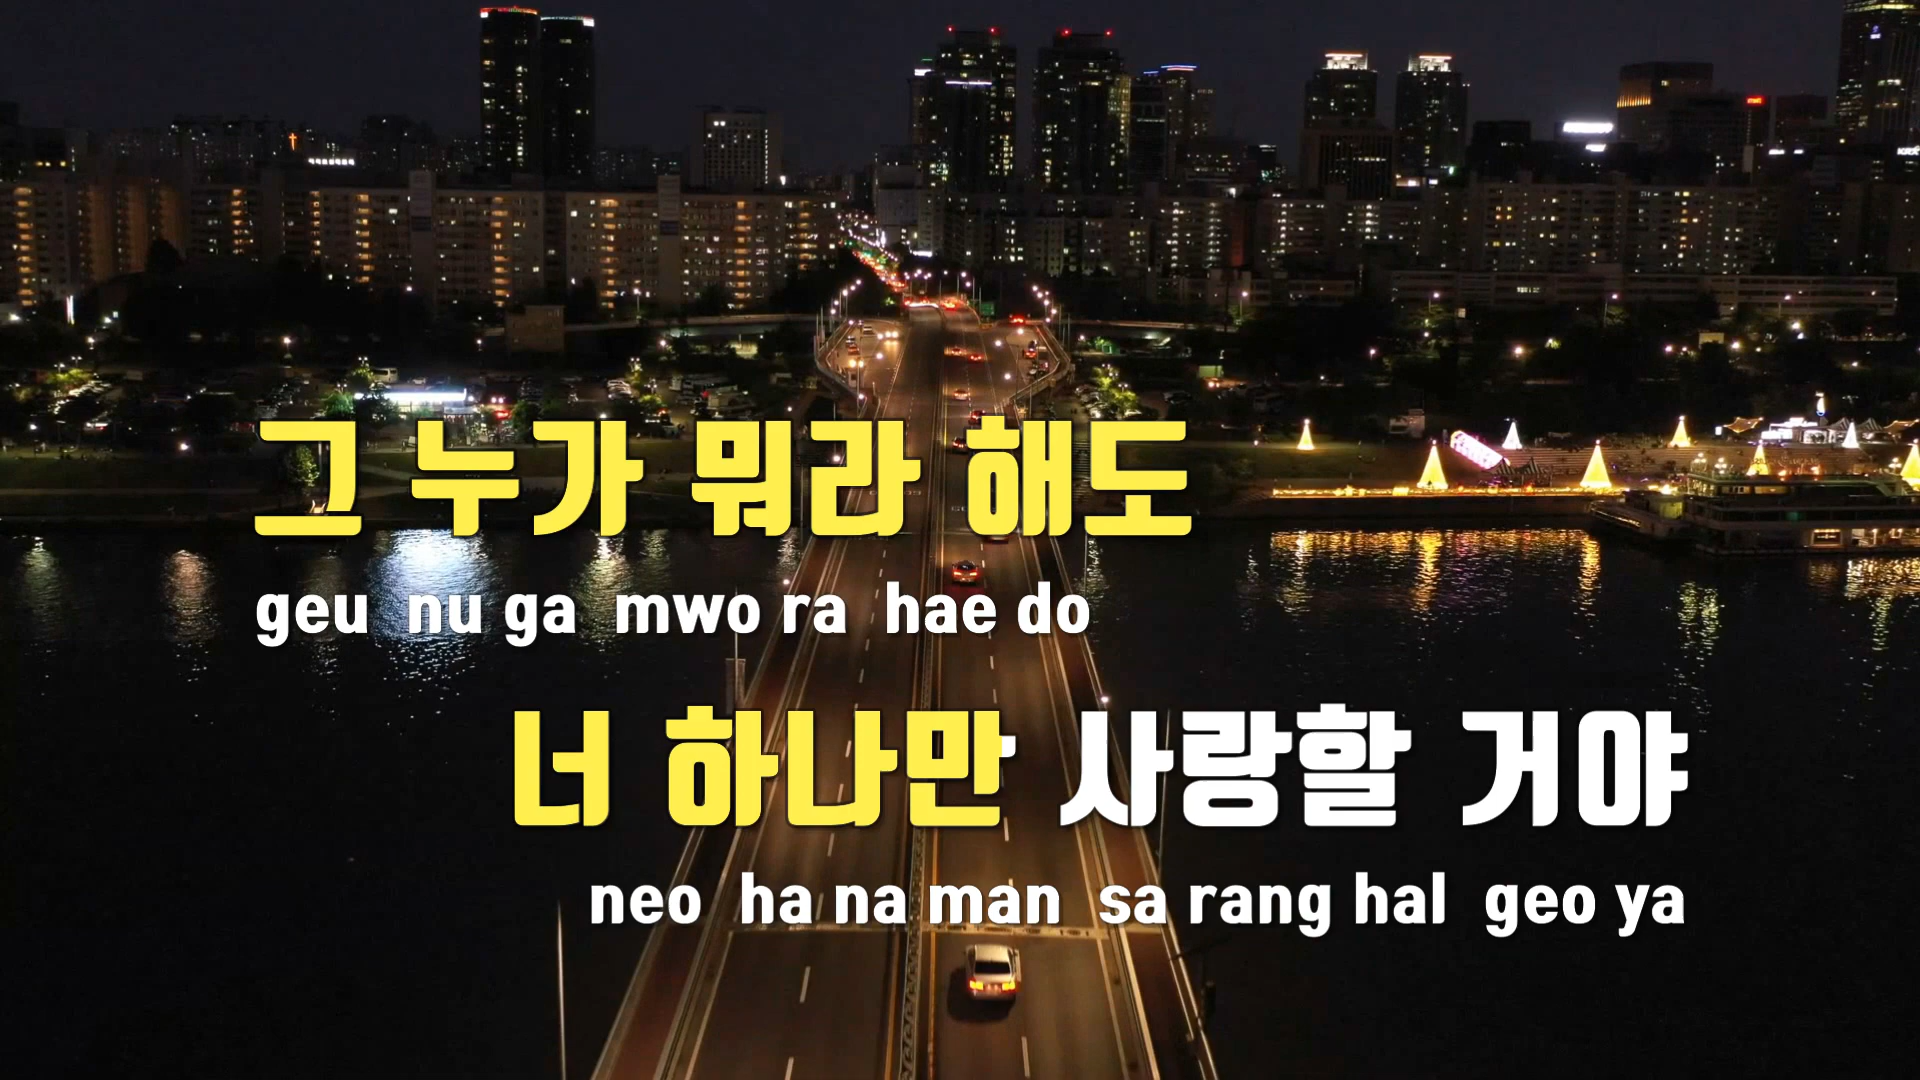 그 누가 뭐라 해도
geu nu ga mwo ra hae do
너 하나만 사랑할 거야
neo ha na man sa rang hal geo ya